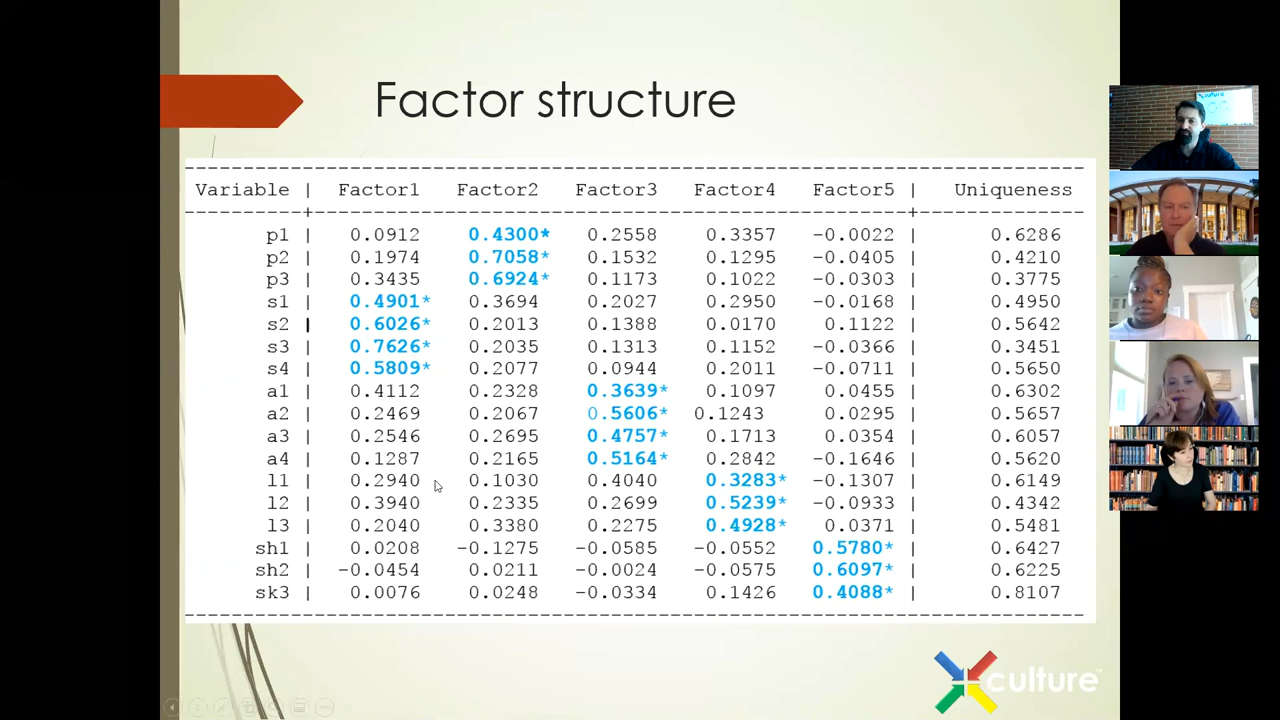 Factor structure
-----------------------------------------------------------------------------
Variable | Factor1 Factor2 Factor3 Factor4 Factor5 | Uniqueness
---------+--------------------------------------------------+--------------
p1 | 0.0912 0.4300* 0.2558 0.3357 -0.0022 | 0.6286
p2 | 0.1974 0.7058* 0.1532 0.1295 -0.0405 | 0.4210
p3 | 0.3435 0.6924* 0.1173 0.1022 -0.0303 | 0.3775
s1 | 0.4901* 0.3694 0.2027 0.2950 -0.0168 | 0.4950
s2 | 0.6026* 0.2013 0.1388 0.0170 0.1122 | 0.5642
s3 | 0.7626* 0.2035 0.1313 0.1152 -0.0366 | 0.3451
s4 | 0.5809* 0.2077 0.0944 0.2011 -0.0711 | 0.5650
a1 | 0.4112 0.2328 0.3639* 0.1097 0.0455 | 0.6302
a2 | 0.2469 0.2067 0.5606* 0.1243 0.0295 | 0.5657
a3 | 0.2546 0.2695 0.4757* 0.1713 0.0354 | 0.6057
a4 | 0.1287 0.2165 0.5164* 0.2842 -0.1646 | 0.5620
l1 | 0.2940 0.1030 0.4040 0.3283* -0.1307 | 0.6149
l2 | 0.3940 0.2335 0.2699 0.5239* -0.0933 | 0.4342
l3 | 0.2040 0.3380 0.2275 0.4928* 0.0371 | 0.5481
sh1 | 0.0208 -0.1275 -0.0585 -0.0552 0.5780* | 0.6427
sh2 | -0.0454 0.0211 -0.0024 -0.0575 0.6097* | 0.6225
sk3 | 0.0076 0.0248 -0.0334 0.1426 0.4088* | 0.8107
-----------------------------------------------------------------------------
culture
culture